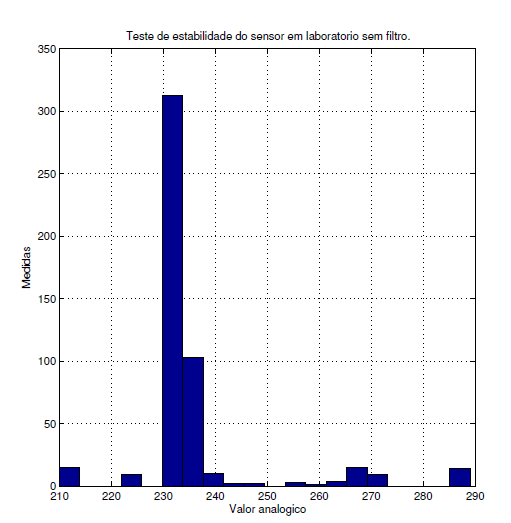 Teste de estabilidade do sensor em laboratorio sem filtro.
350
300
250
200
150
100
50
0
Medidas
210 220 230 240 250 260 270 280 290
Valor analogico